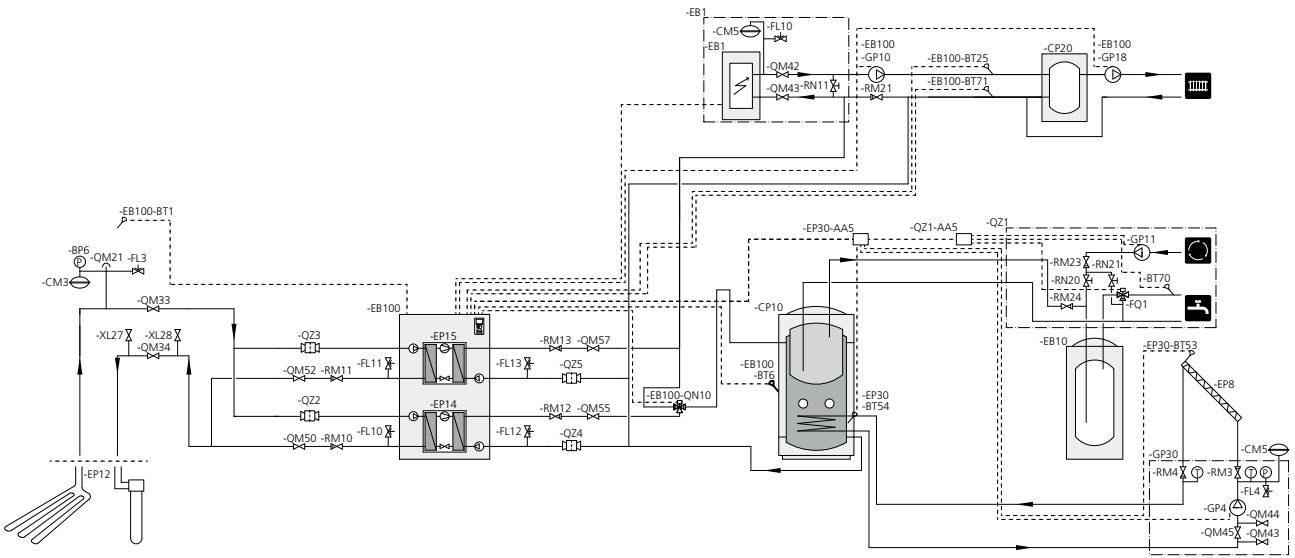 -EB1
-CM5
-FL10
-EB1
-QM42
-QM43
-RN11
-EB100
-GP10
-RM21
-EB100-BT25
-EB100-BT71
-CP20
-EB100
-GP18
-EB100-BT1
-BP6
P
-QM21
-FL3
-CM3
-QM33
-XL27
-XL28
-QM34
-EP12
-QZ3
-QM52
-RM11
-QZ2
-QM50
-RM10
-EB100
-FL11
-EP15
-FL13
-FL10
-EP14
-FL12
-RM13
-QM57
-QZ5
-RM12
-QM55
-QZ4
-EB100-QN10
-CP10
-EB100
-BT6
-EP30
-BT54
-EP30-AA5
-QZ1-AA5
-QZ1
-GP11
-RM23
-RN21
-RN20
-BT70
-RM24
-FQ1
-EB10
-EP30-BT53
-EP8
-GP30
-CM5
-RM4
T
-RM3
T
P
-FL4
-GP4
-QM44
-QM45
-QM43